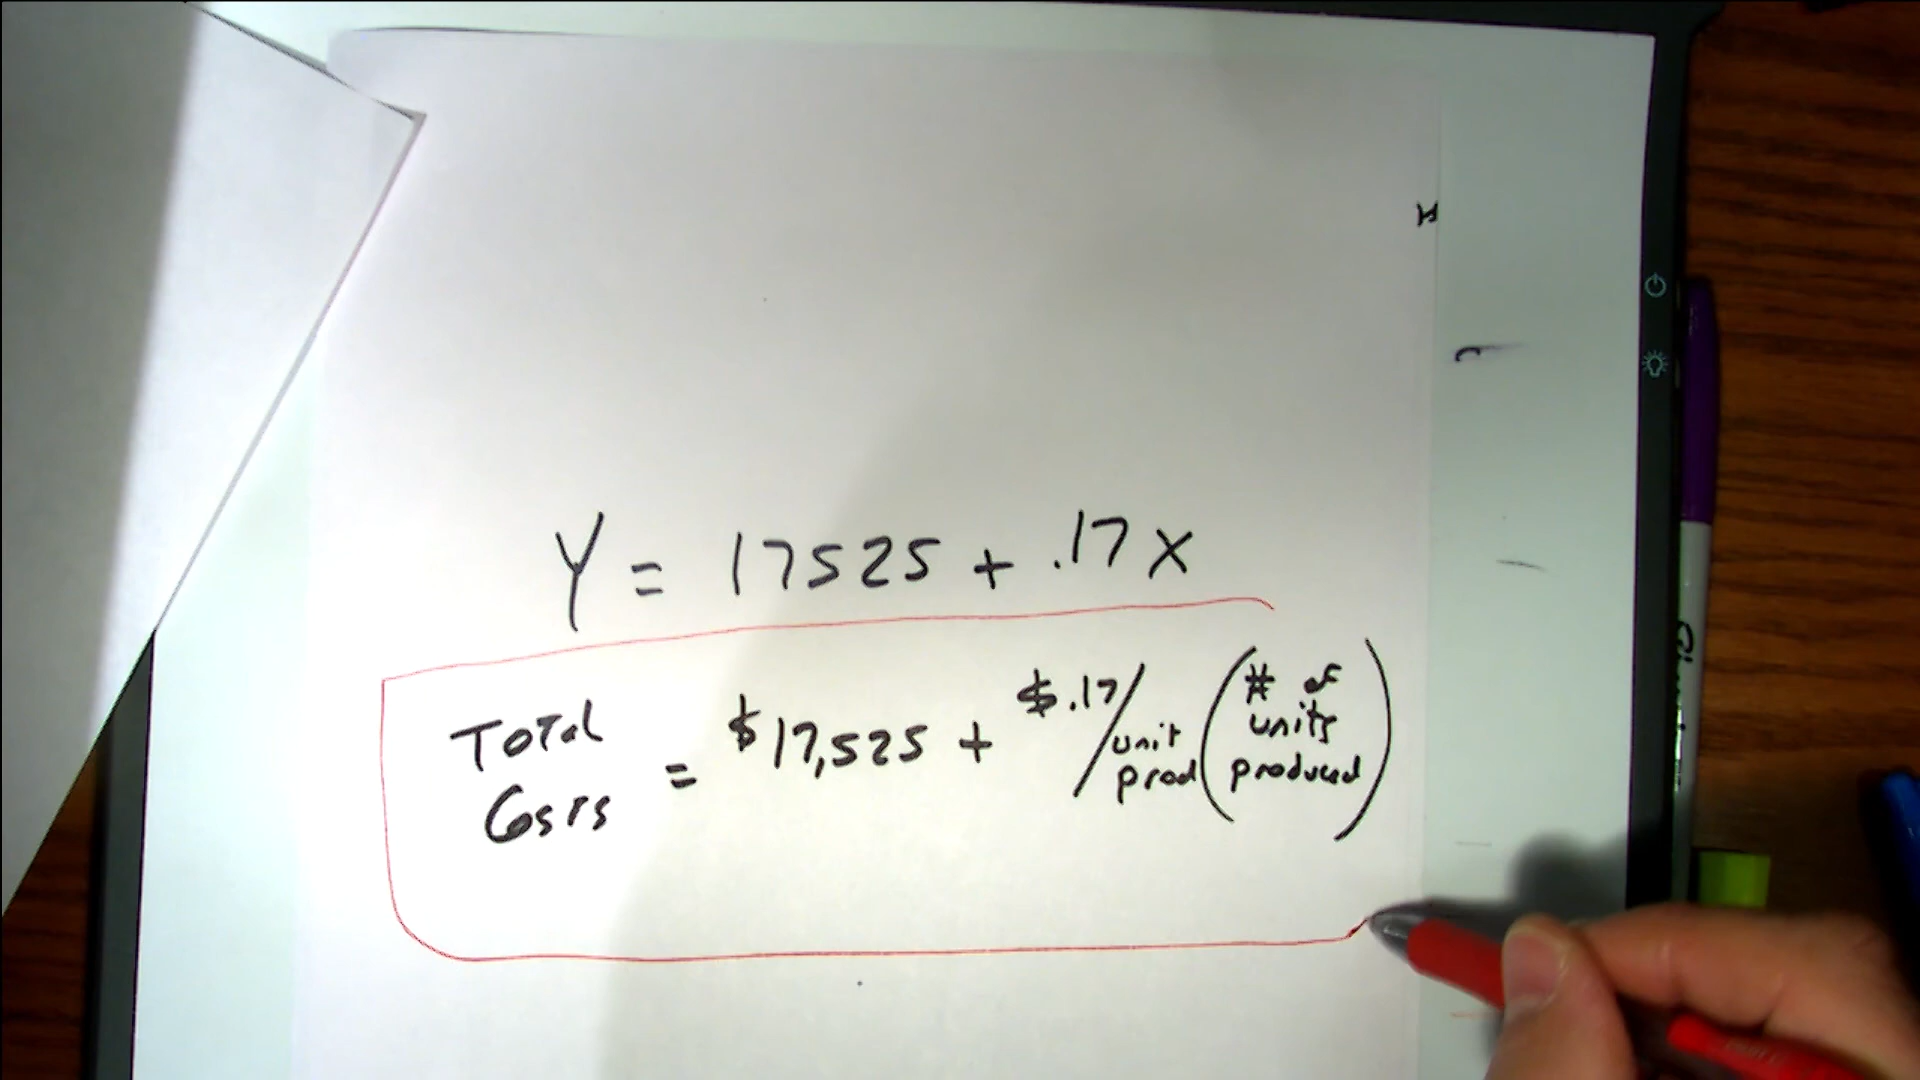 Y = 17525 + .17X
Total Costs = $17,525 + $.17/unit prod (# of units produced)